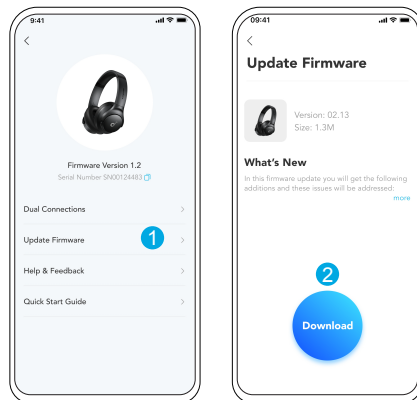 9:41
Firmware Version 1.2
Serial Number SN00124483
Dual Connections
Update Firmware
1
Help & Feedback
Quick Start Guide
09:41
Update Firmware
Version: 02.13
Size: 1.3M
What's New
In this firmware update you will get the following
additions and these issues will be addressed:
more
2
Download